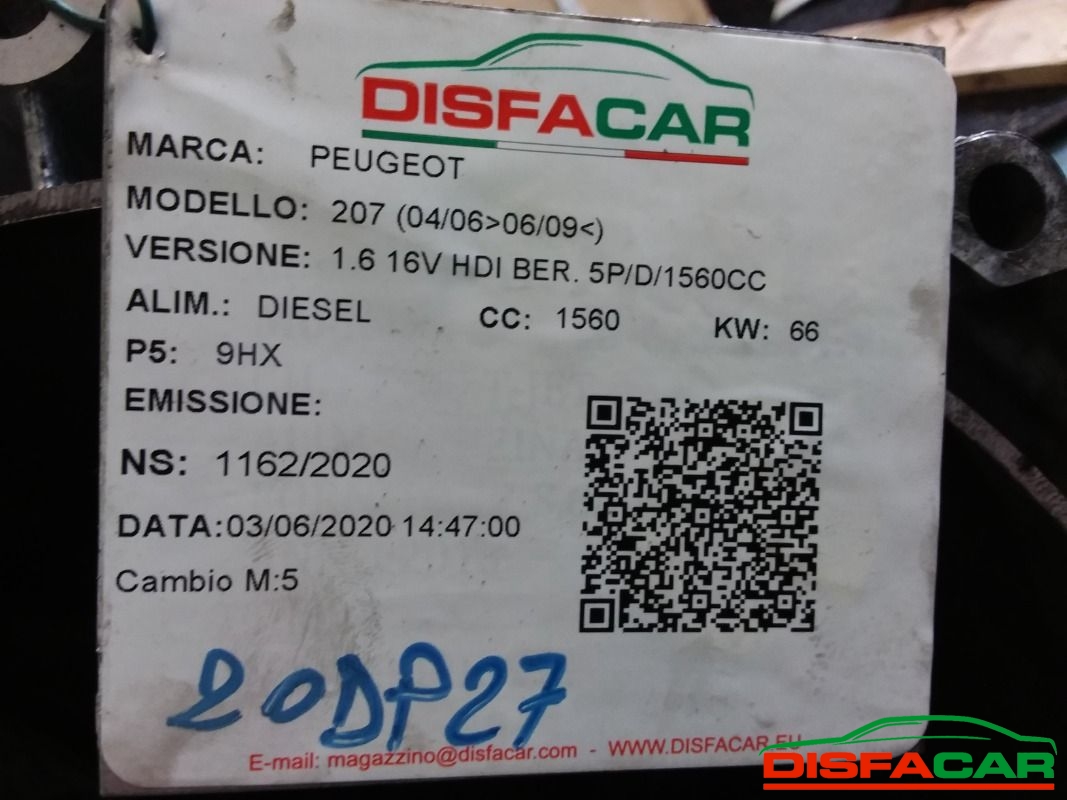 DISFACAR
MARCA: PEUGEOT
MODELLO: 207 (04/06>06/09<)
VERSIONE: 1.6 16V HDI BER. 5P/D/1560CC
ALIM.: DIESEL CC: 1560 KW: 66
P5: 9HX
EMISSIONE:
NS: 1162/2020
DATA:03/06/2020 14:47:00
Cambio M:5
20DP27
E-mail: magazzino@disfacar.com - WWW.DISFACAR.EU
DISFACAR